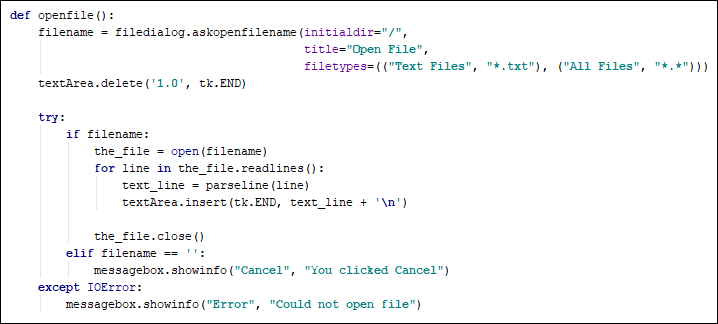 def openfile():
    filename = filedialog.askopenfilename(initialdir="/",
                                          title="Open File",
                                          filetypes=(("Text Files", "*.txt"), ("All Files", "*.*")))
    textArea.delete('1.0', tk.END)

    try:
        if filename:
            the_file = open(filename)
            for line in the_file.readlines():
                text_line = parseline(line)
                textArea.insert(tk.END, text_line + '\n')

            the_file.close()
        elif filename == '':
            messagebox.showinfo("Cancel", "You clicked Cancel")
    except IOError:
        messagebox.showinfo("Error", "Could not open file")